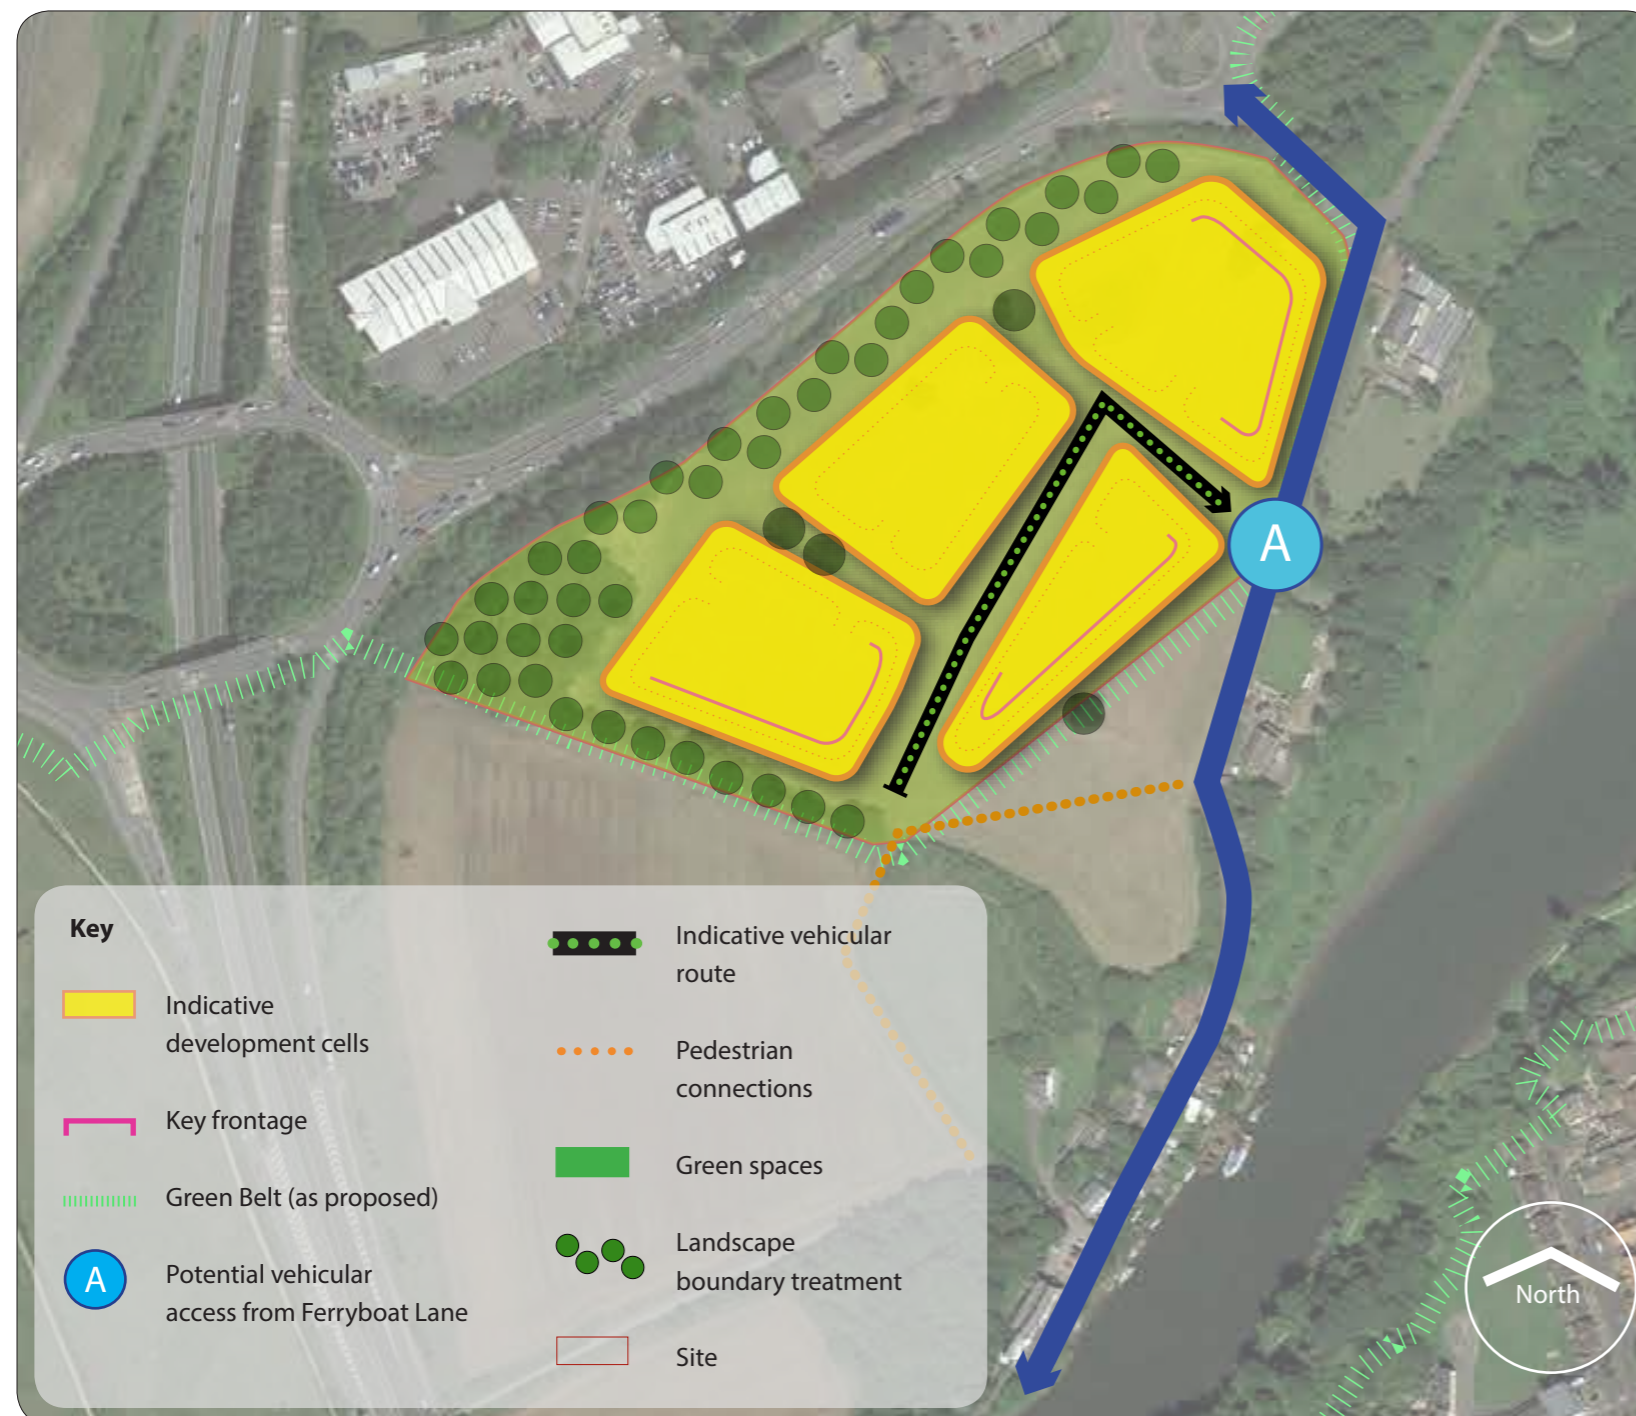 A
Key
Indicative
development cells
Key frontage
Green Belt (as proposed)
A
Potential vehicular
access from Ferryboat Lane
Indicative vehicular
route
Pedestrian
connections
Green spaces
Landscape
boundary treatment
Site
North